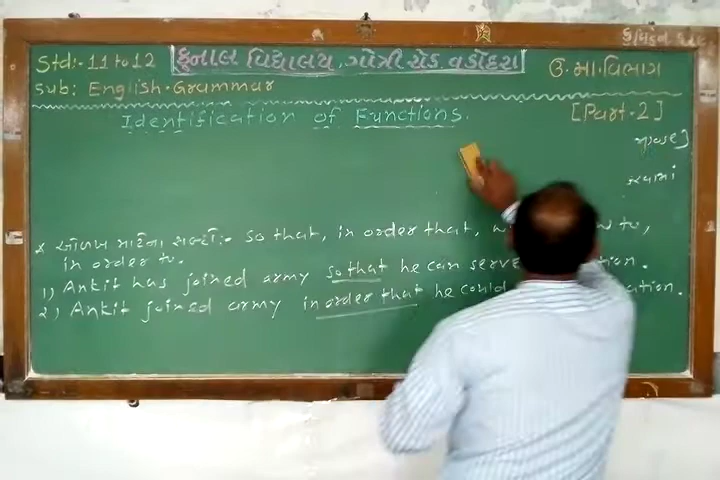 Std: 11 to 12
કુનાલ વિદ્યાલય, ગોત્રી રોડ વડોદરા
ઉ.મા.વિભાગ
Sub: English Grammar
Identification of Functions.
[Part-2]
* ઓળખ માટેના શબ્દો:- so that, in order that, to,
in order to.
1) Ankit has joined army so that he can serve
2) Ankit joined army in order that he could